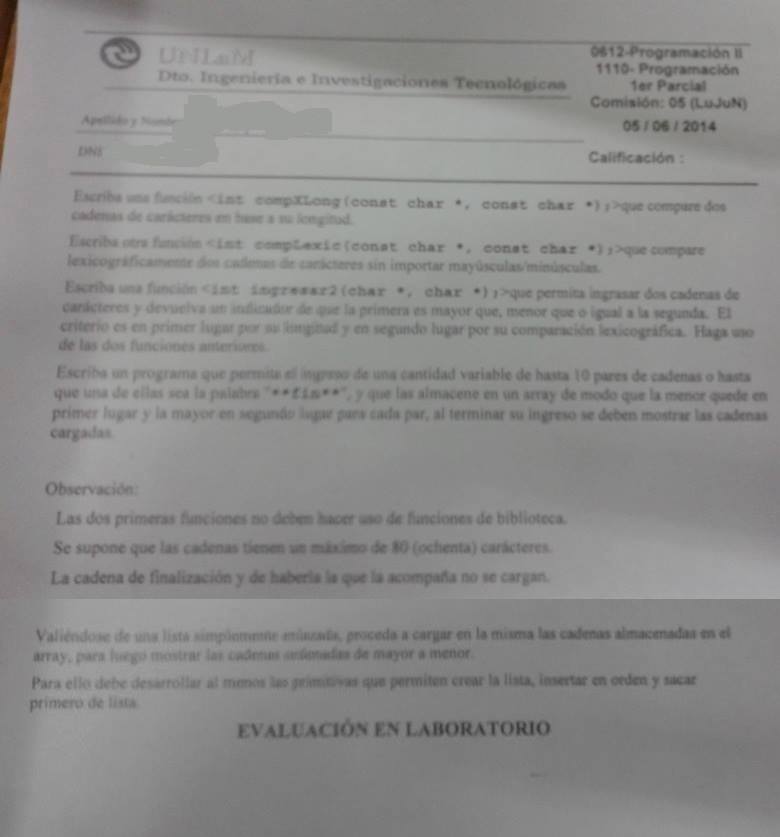 UNLaM
Dto. Ingeniería e Investigaciones Tecnológicas
0612-Programación II
1110- Programación
1er Parcial
Comisión: 05 (LuJuN)
05 / 06 / 2014
Calificación :
Apellido y Nombre
DNI
Escriba una función <int compXLong(const char *, const char *);>que compare dos
cadenas de carácteres en base a su longitud.
Escriba otra función <int compLexic(const char *, const char *);>que compare
lexicográficamente dos cadenas de carácteres sin importar mayúsculas/minúsculas.
Escriba una función <int ingresar2(char *, char *);>que permita ingrasar dos cadenas de
carácteres y devuelva un indicador de que la primera es mayor que, menor que o igual a la segunda. El
criterio es en primer lugar por su longitud y en segundo lugar por su comparación lexicográfica. Haga uso
de las dos funciones anteriores.
Escriba un programa que permita el ingreso de una cantidad variable de hasta 10 pares de cadenas o hasta
que una de ellas sea la palabra "**fin**", y que las almacene en un array de modo que la menor quede en
primer lugar y la mayor en segundo lugar para cada par, al terminar su ingreso se deben mostrar las cadenas
cargadas.
Observación:
Las dos primeras funciones no deben hacer uso de funciones de biblioteca.
Se supone que las cadenas tienen un máximo de 80 (ochenta) carácteres.
La cadena de finalización y de haberla la que la acompaña no se cargan.
Valiéndose de una lista simplemente enlazada, proceda a cargar en la misma las cadenas almacenadas en el
array, para luego mostrar las cadenas ordenadas de mayor a menor.
Para ello debe desarrollar al menos las primitivas que permiten crear la lista, insertar en orden y sacar
primero de lista.
EVALUACIÓN EN LABORATORIO